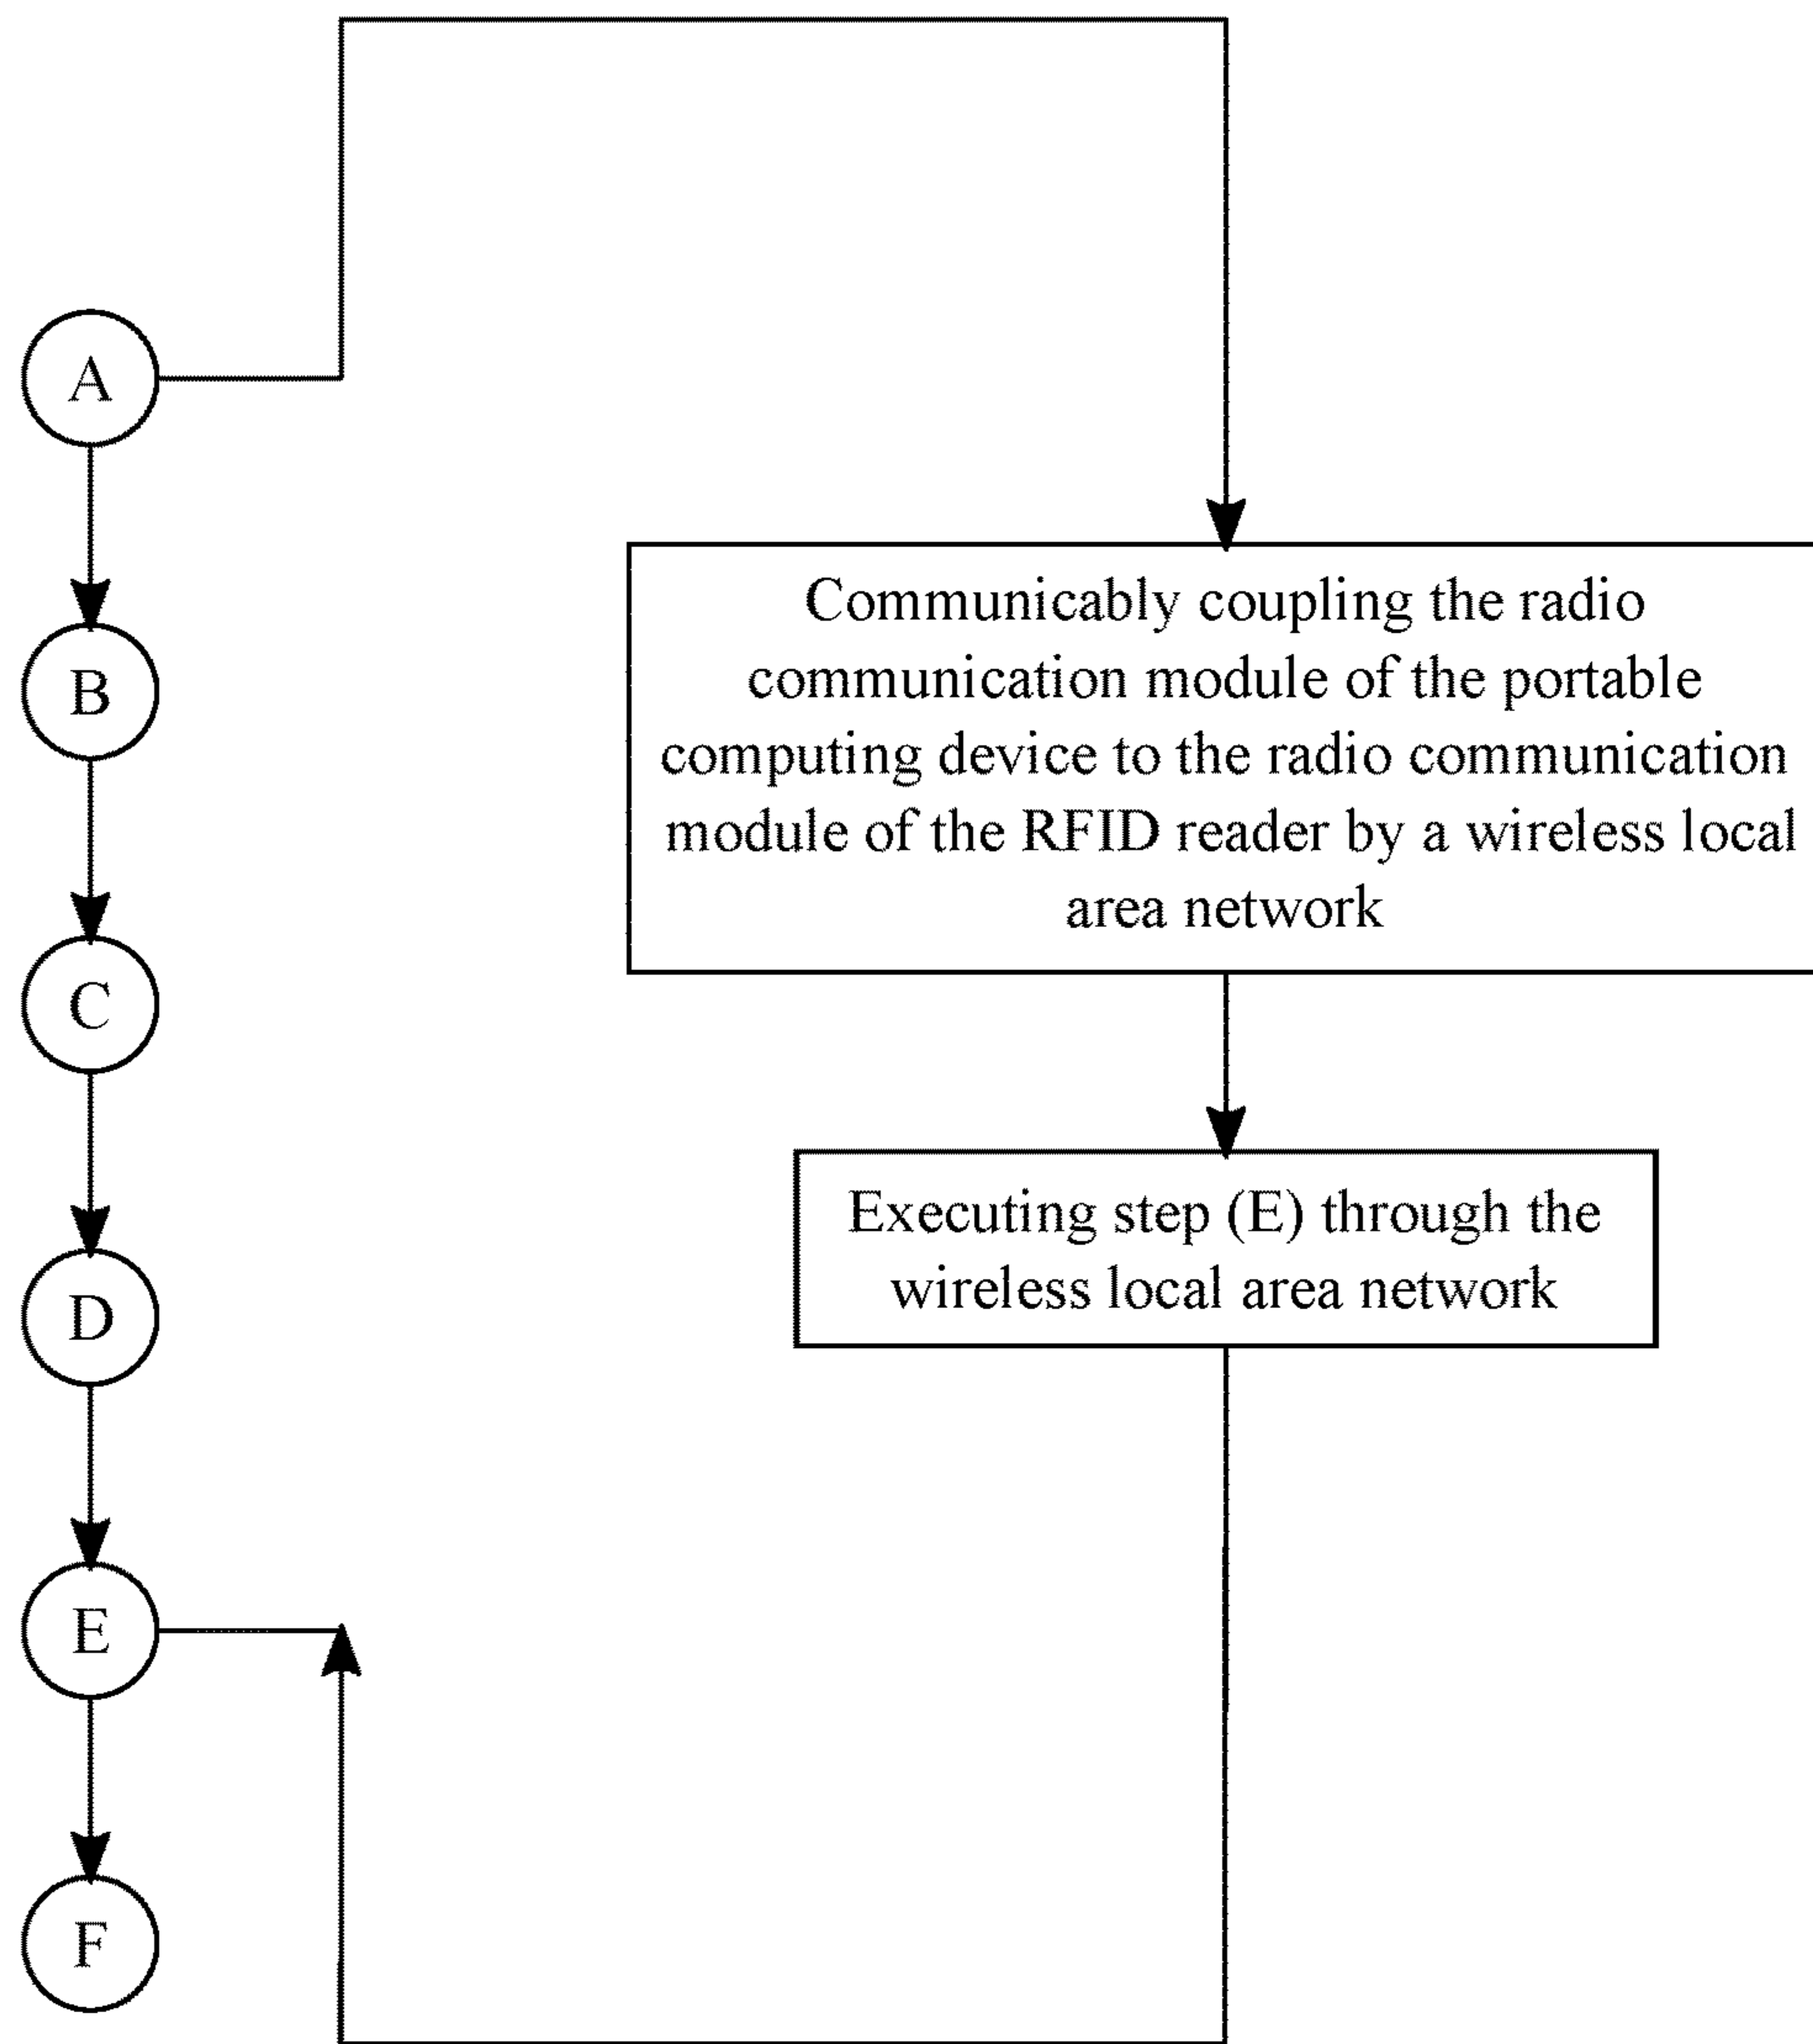 A
B
C
D
E
F
Communicably coupling the radio
communication module of the portable
computing device to the radio communication
module of the RFID reader by a wireless local
area network
Executing step (E) through the
wireless local area network